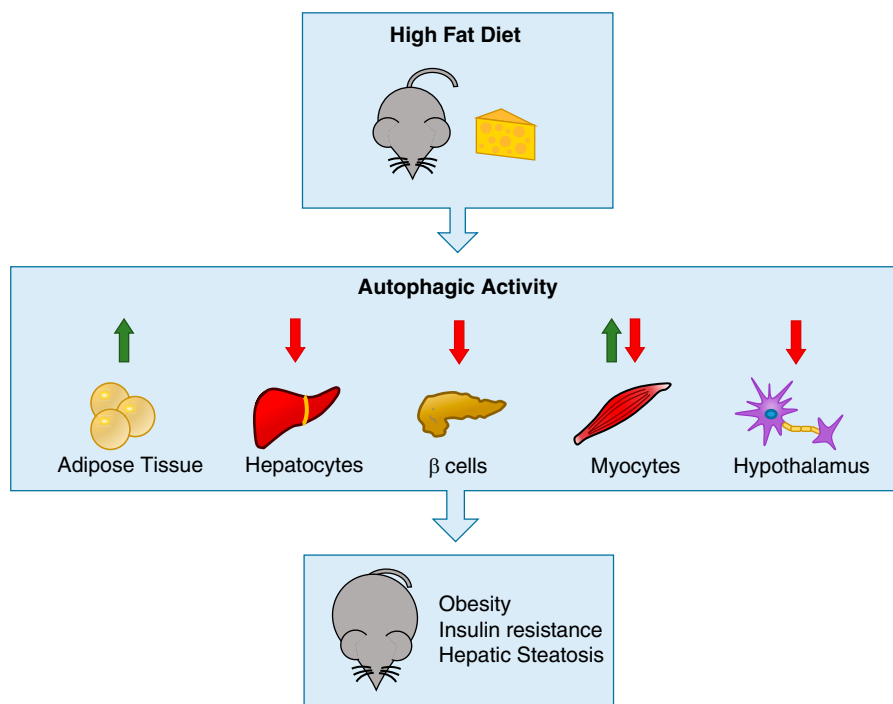 High Fat Diet
Autophagic Activity
Adipose Tissue
Hepatocytes
β cells
Myocytes
Hypothalamus
Obesity
Insulin resistance
Hepatic Steatosis